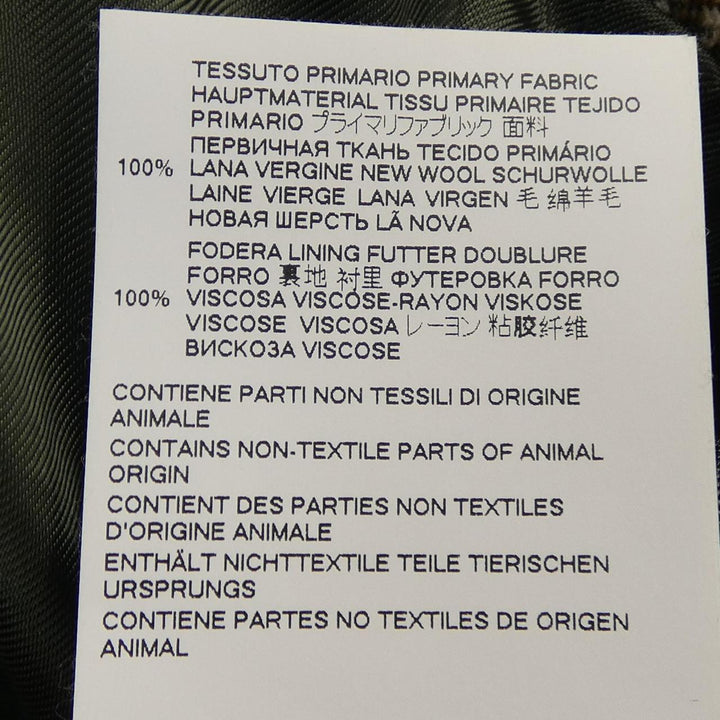 TESSUTO PRIMARIO PRIMARY FABRIC
HAUPTMATERIAL TISSU PRIMAIRE TEJIDO
PRIMARIO プライマリファブリック 面料
ПЕРВИЧНАЯ ТКАНЬ TECIDO PRIMÁRIO
100% LANA VERGINE NEW WOOL SCHURWOLLE
LAINE VIERGE LANA VIRGEN 毛 绵羊毛
НОВАЯ ШЕРСТЬ LÃ NOVA
FODERA LINING FUTTER DOUBLURE
FORRO 裏地 衬里 ФУТЕРОВКА FORRO
100% VISCOSA VISCOSE-RAYON VISKOSE
VISCOSE VISCOSA レーヨン 粘胶纤维
ВИСКОЗА VISCOSE
CONTIENE PARTI NON TESSILI DI ORIGINE
ANIMALE
CONTAINS NON-TEXTILE PARTS OF ANIMAL
ORIGIN
CONTIENT DES PARTIES NON TEXTILES
D'ORIGINE ANIMALE
ENTHÄLT NICHTTEXTILE TEILE TIERISCHEN
URSPRUNGS
CONTIENE PARTES NO TEXTILES DE ORIGEN
ANIMAL